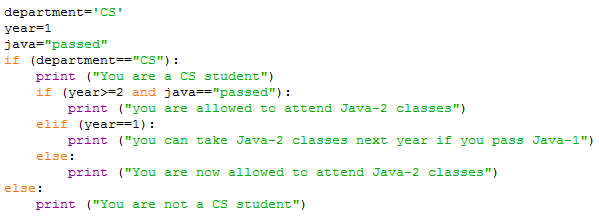 department='CS'
year=1
java="passed"
if (department=="CS"):
    print ("You are a CS student")
    if (year>=2 and java=="passed"):
        print ("you are allowed to attend Java-2 classes")
    elif (year==1):
        print ("you can take Java-2 classes next year if you pass Java-1")
    else:
        print ("You are now allowed to attend Java-2 classes")
else:
    print ("You are not a CS student")